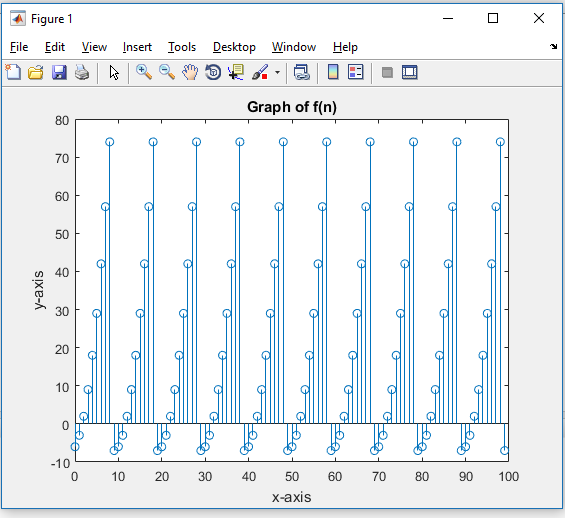 Figure 1
File Edit View Insert Tools Desktop Window Help
Graph of f(n)
80
70
60
50
40
30
20
10
0
-10
y-axis
0 10 20 30 40 50 60 70 80 90 100
x-axis